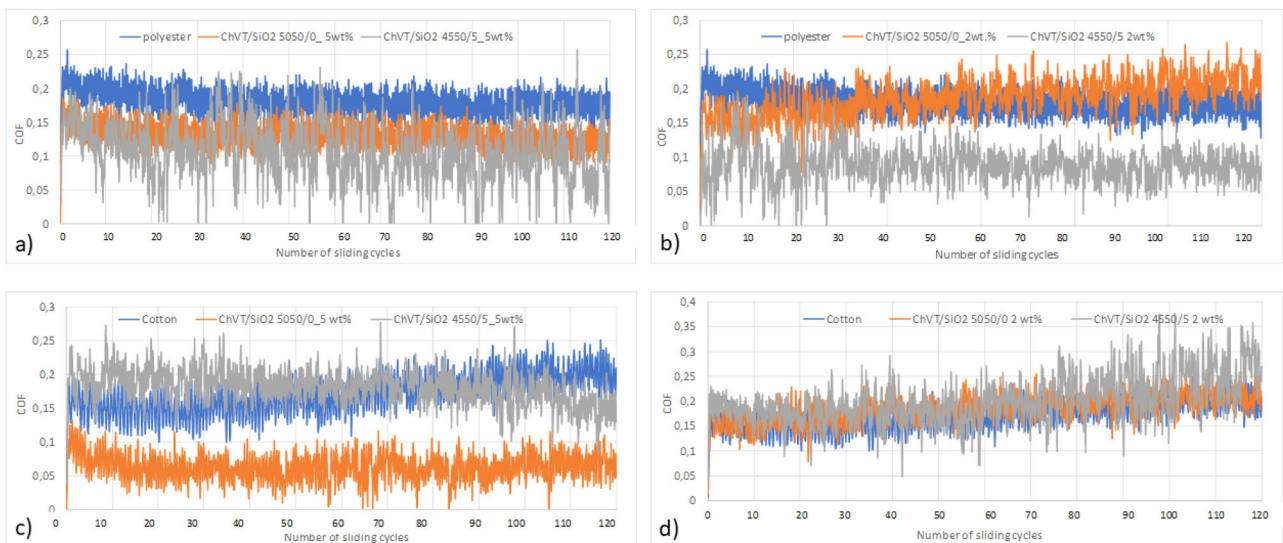 0,3
polyester ChVT/SiO2 5050/0_ 5wt% ChVT/SiO2 4550/5_5wt%
0,25
0,2
COF
0,15
0,1
0,05
0
0 10 20 30 40 50 60 70 80 90 100 110 120
Number of sliding cycles
a)
0,3
polyester ChVT/SiO2 5050/0_2wt.% ChVT/SiO2 4550/5 2wt%
0,25
0,2
COF
0,15
0,1
0,05
0
0 10 20 30 40 50 60 70 80 90 100 110 120
Number of sliding cycles
b)
0,3
Cotton ChVT/SiO2 5050/0_5 wt% ChVT/SiO2 4550/5_5wt%
0,25
0,2
COF
0,15
0,1
0,05
0
0 10 20 30 40 50 60 70 80 90 100 110 120
Number of sliding cycles
c)
0,4
Cotton ChVT/SiO2 5050/0 2 wt% ChVT/SiO2 4550/5 2 wt%
0,35
0,3
0,25
COF
0,2
0,15
0,1
0,05
0
0 10 20 30 40 50 60 70 80 90 100 110 120
Number of sliding cycles
d)